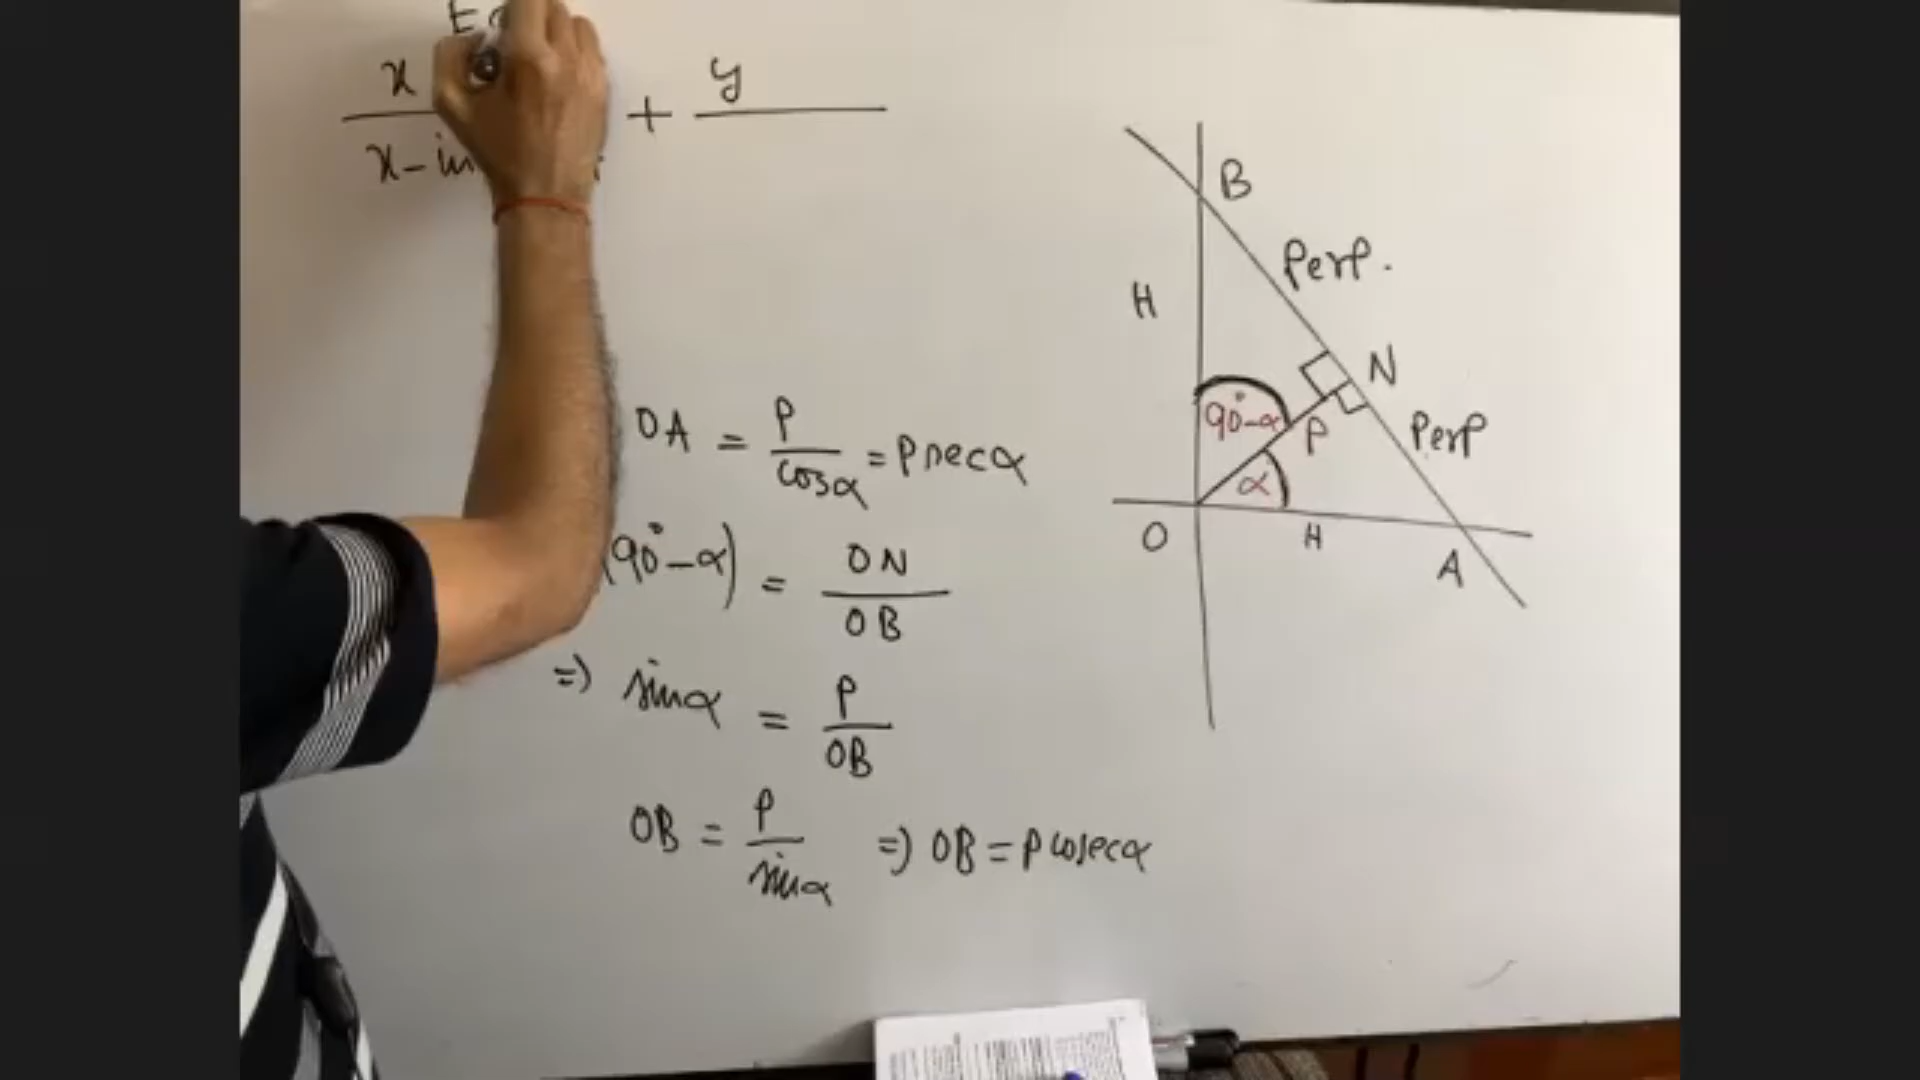 x + y
x - in
OA = P/cosα = P secα
(90° - α) = ON/OB
=> sinα = P/OB
OB = P/sinα => OB = P cosecα
B
Perp.
H
N
90°-α
P
Perp
α
O
H
A